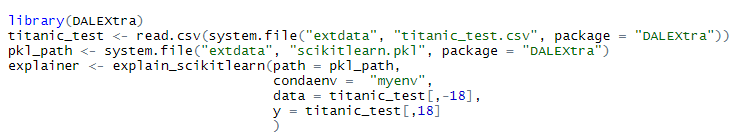 library(DALEXtra)
titanic_test <- read.csv(system.file("extdata", "titanic_test.csv", package = "DALEXtra"))
pkl_path <- system.file("extdata", "scikitlearn.pkl", package = "DALEXtra")
explainer <- explain_scikitlearn(path = pkl_path,
                                 condaenv =  "myenv",
                                 data = titanic_test[,-18],
                                 y = titanic_test[,18]
                                 )